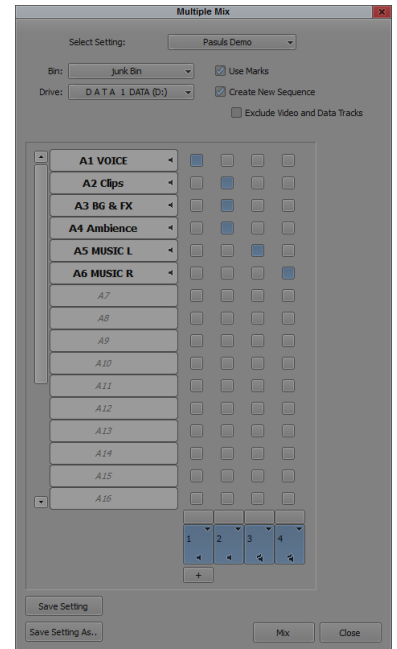 Multiple Mix
Select Setting: Pasuls Demo
Bin: junk Bin Use Marks
Drive: D A T A 1 DATA (D:) Create New Sequence
Exclude Video and Data Tracks
A1 VOICE
A2 Clips
A3 BG & FX
A4 Ambience
A5 MUSIC L
A6 MUSIC R
A7
A8
A9
A10
A11
A12
A13
A14
A15
A16
1 2 3 4
+
Save Setting
Save Setting As.. Mix Close